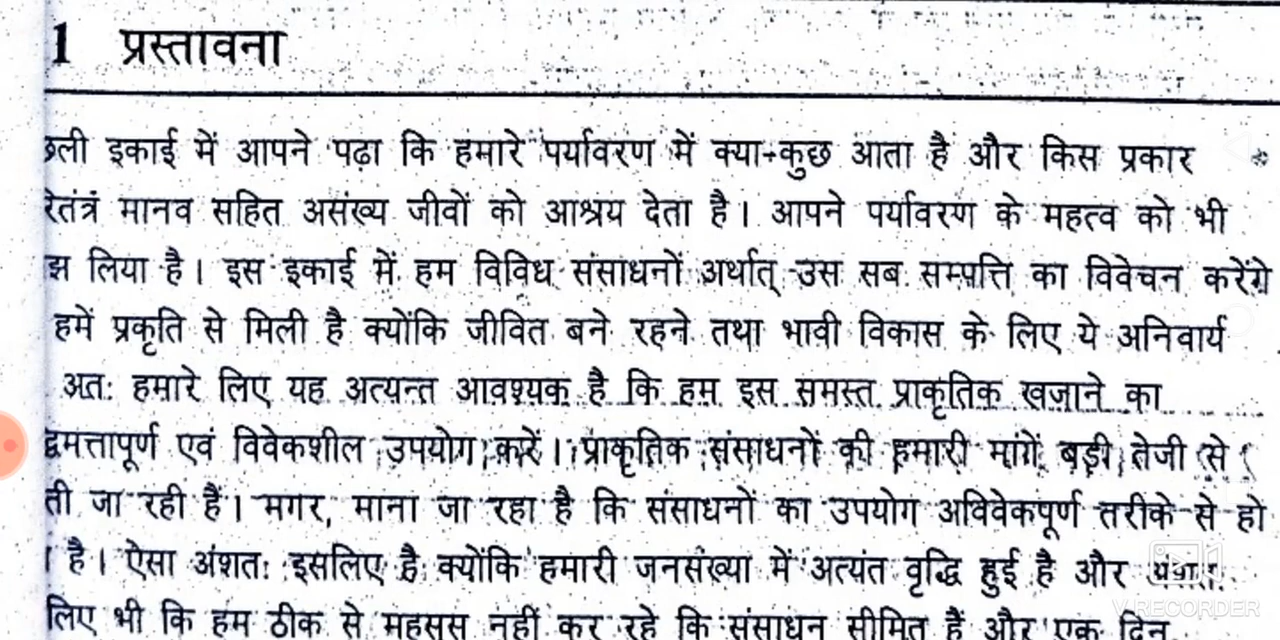 1 प्रस्तावना
छली इकाई में आपने पढ़ा कि हमारे पर्यावरण में क्या-कुछ आता है और किस प्रकार
रेतंत्रं मानव सहित असंख्य जीवों को आश्रय देता है। आपने पर्यावरण के महत्व को भी
झ लिया है। इस इकाई में हम विविध संसाधनों अर्थात् उस सब सम्पत्ति का विवेचन करेंगे
हमें प्रकृति से मिली है क्योंकि जीवित बने रहने तथा भावी विकास के लिए ये अनिवार्य
अतः हमारे लिए यह अत्यन्त आवश्यक है कि हम इस समस्त प्राकृतिक खजाने का
द्वमत्तापूर्ण एवं विवेकशील उपयोग करें। प्राकृतिक संसाधनों की हमारी मांगें बड़ी तेजी से
ती जा रही हैं। मगर, माना जा रहा है कि संसाधनों का उपयोग अविवेकपूर्ण तरीके से हो
है। ऐसा अंशतः इसलिए है क्योंकि हमारी जनसंख्या में अत्यंत वृद्धि हुई है और
लिए भी कि हम ठीक से महसूस नहीं कर रहे कि संसाधन सीमित हैं और एक दिन
V RECORDER